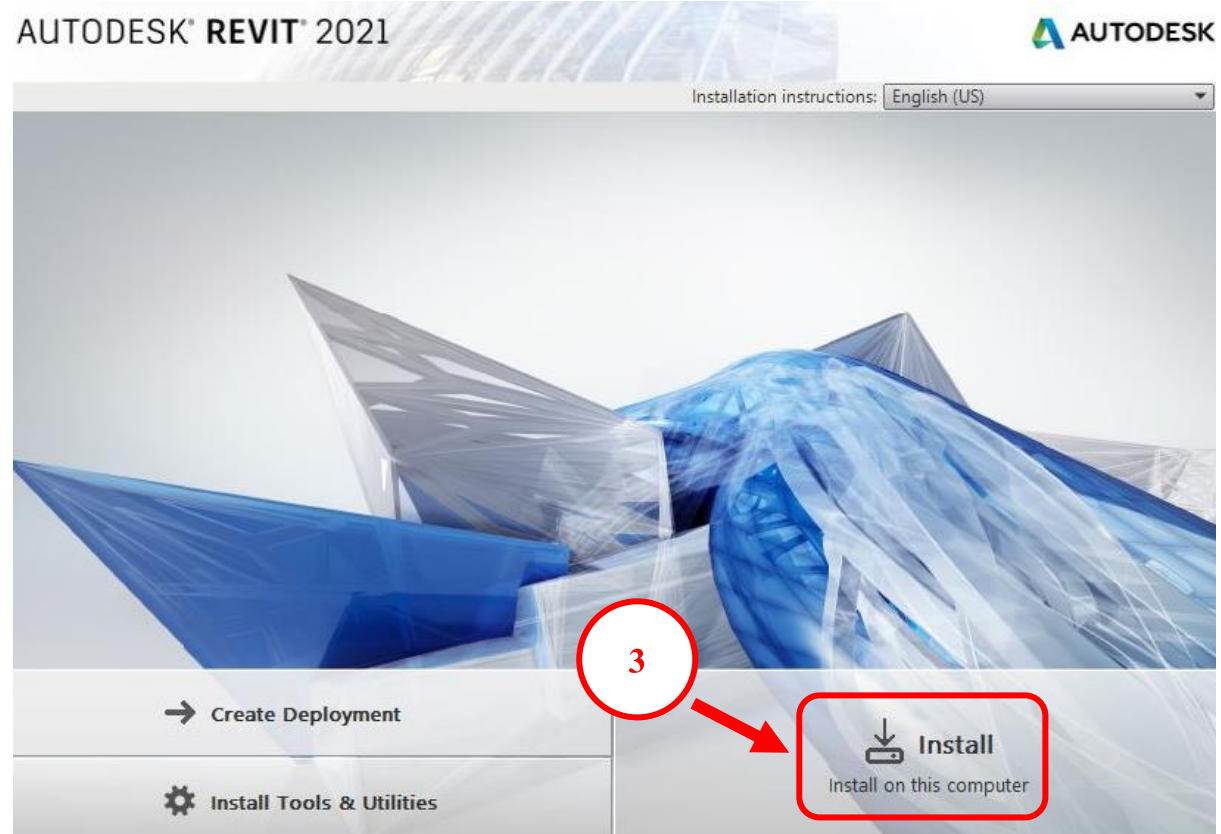 AUTODESK® REVIT® 2021
AUTODESK
Installation instructions: English (US)
3
Create Deployment
Install
Install on this computer
Install Tools & Utilities